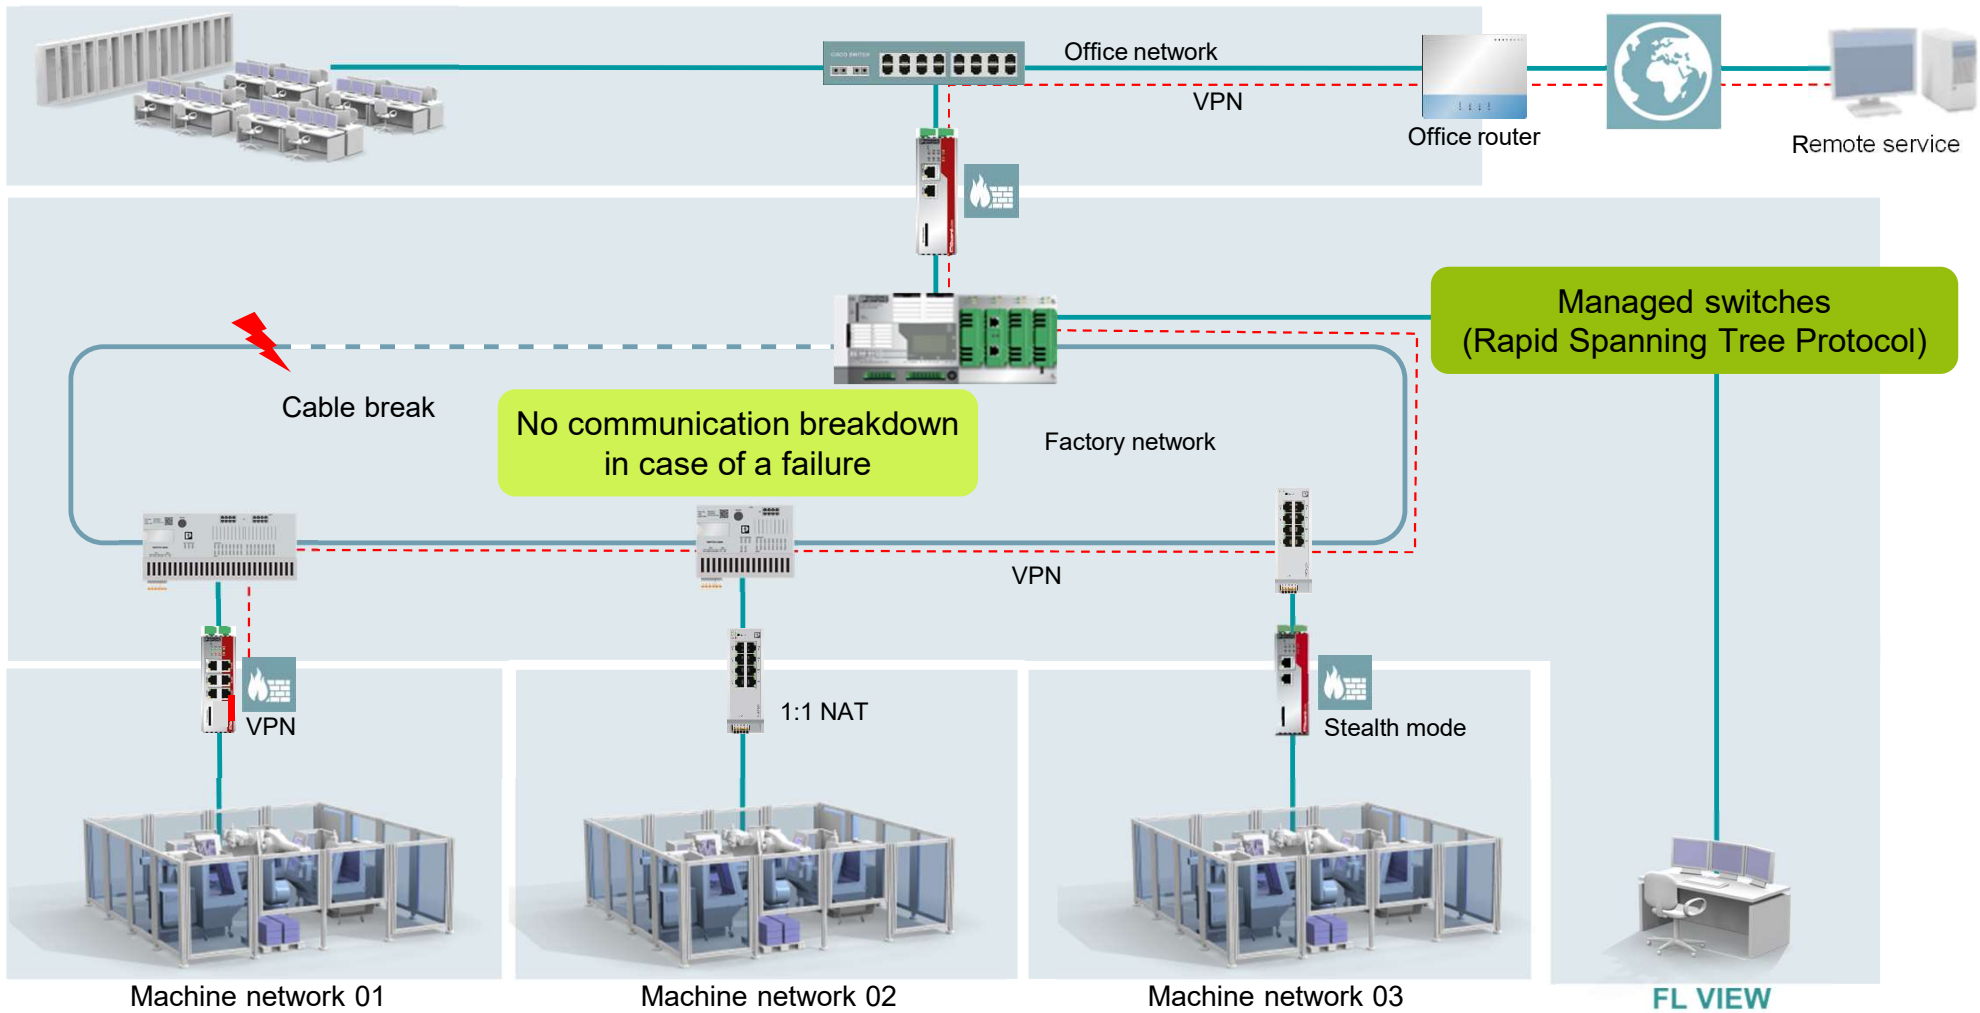 CISCO SWITCH
Office network
VPN
Office router
Remote service
Managed switches
(Rapid Spanning Tree Protocol)
Cable break
No communication breakdown
in case of a failure
Factory network
VPN
1:1 NAT
VPN
Stealth mode
Machine network 01
Machine network 02
Machine network 03
FL VIEW